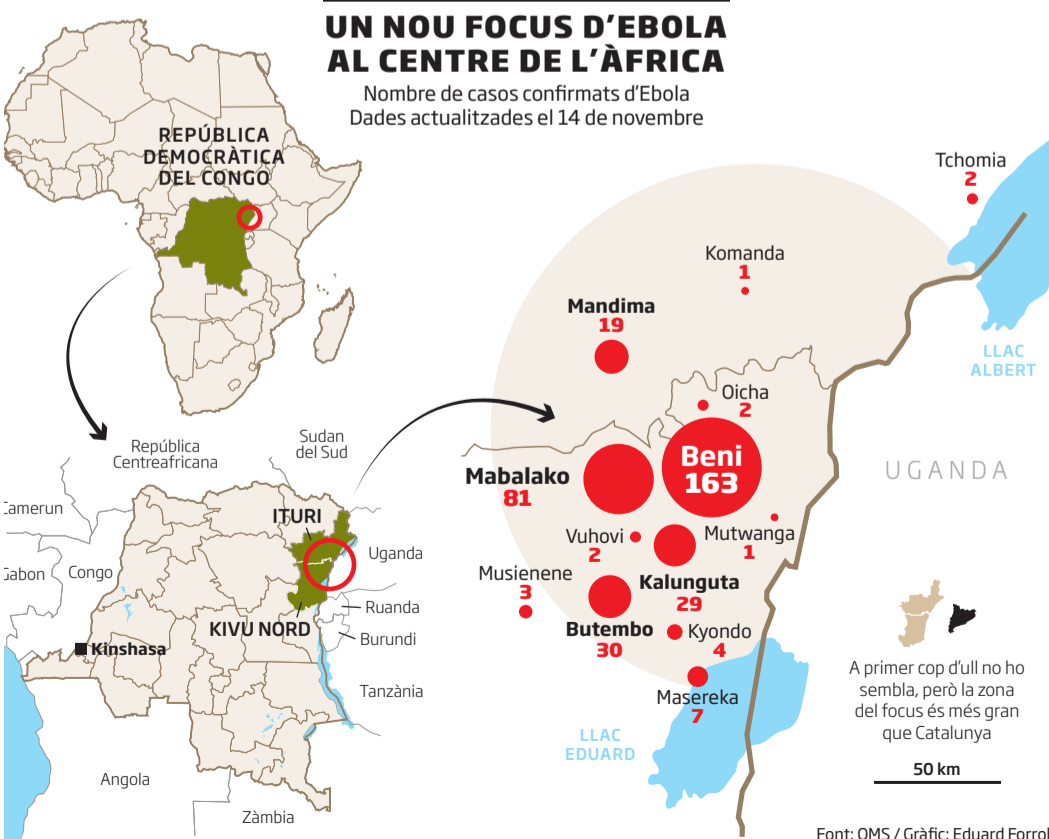 UN NOU FOCUS D'EBOLA
AL CENTRE DE L'ÀFRICA
Nombre de casos confirmats d'Ebola
Dades actualitzades el 14 de novembre
REPÚBLICA
DEMOCRÀTICA
DEL CONGO
República
Centreafricana
Sudan
del Sud
ITURI
Uganda
Congo
Ruanda
KIVU NORD
Burundi
Kinshasa
Tanzània
Angola
Zàmbia
Tchomia
2
Komanda
1
Mandima
19
LLAC
ALBERT
Oicha
2
Beni
163
Mabalako
81
UGANDA
Vuhovi
2
Mutwanga
1
Musienene
3
Kalunguta
29
Butembo
30
Kyondo
4
Masereka
7
LLAC
EDUARD
A primer cop d'ull no ho
sembla, però la zona
del focus és més gran
que Catalunya
50 km
Font: OMS / Gràfic: Eduard